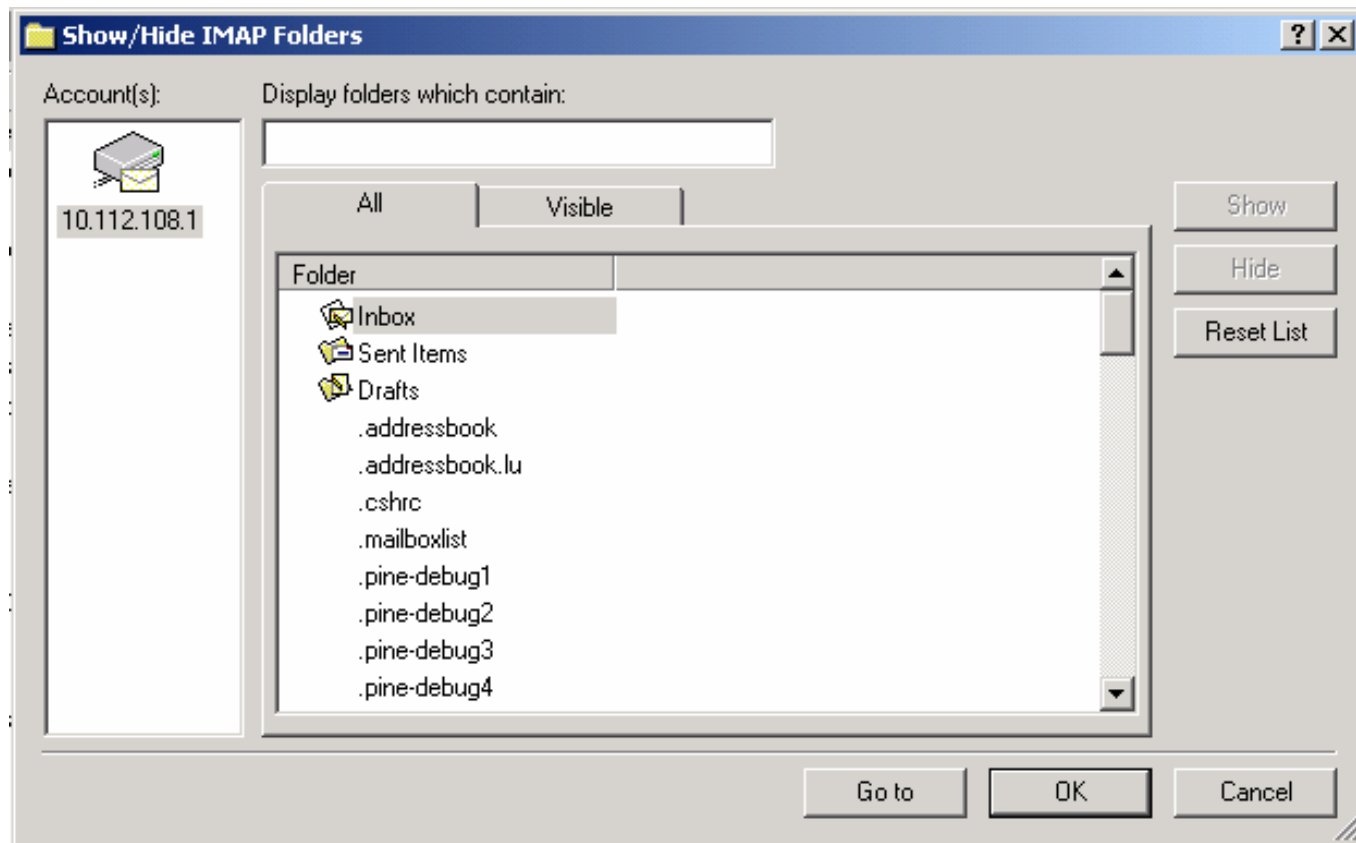 Show/Hide IMAP Folders
Account(s):
Display folders which contain:
10.112.108.1
All
Visible
Show
Folder
Hide
Inbox
Reset List
Sent Items
Drafts
.addressbook
.addressbook.lu
.cshrc
.mailboxlist
.pine-debug1
.pine-debug2
.pine-debug3
.pine-debug4
Go to
OK
Cancel